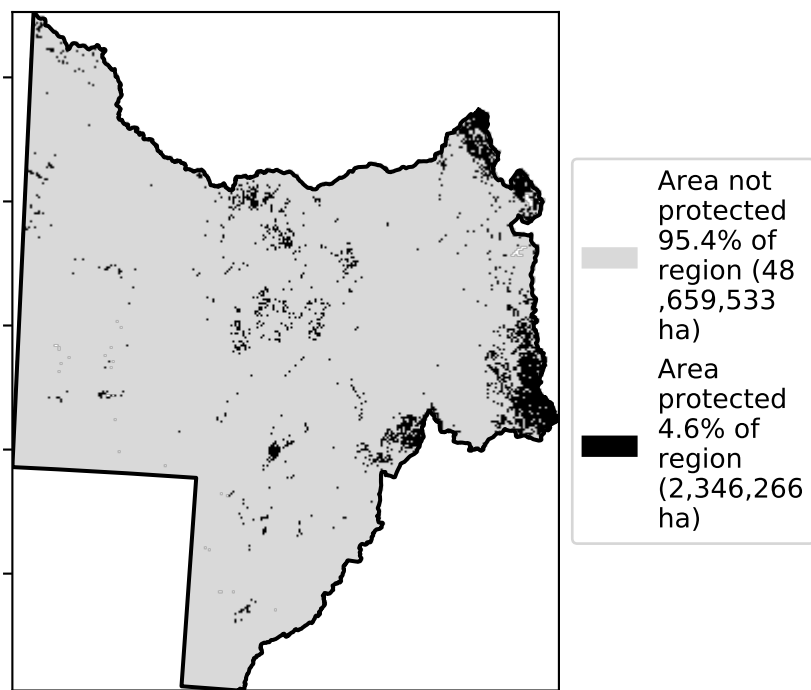 Area not
protected
95.4% of
region (48
,659,533
ha)
Area
protected
4.6% of
region
(2,346,266
ha)